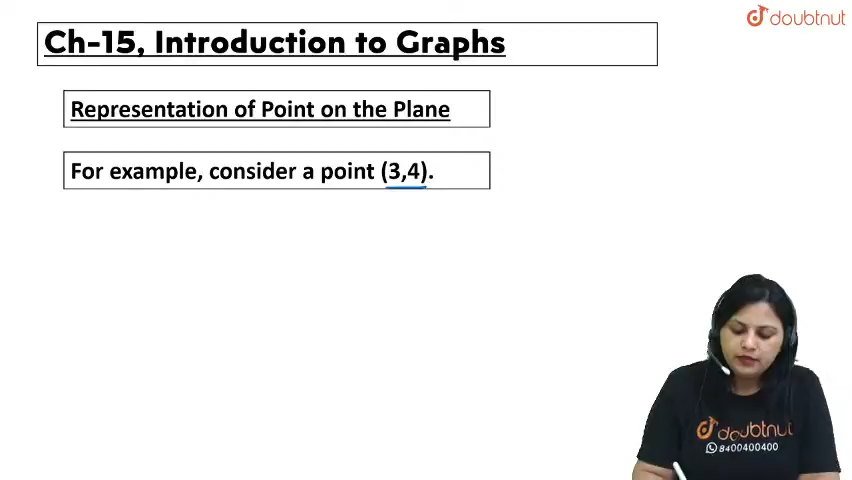 doubtnut
Ch-15, Introduction to Graphs
Representation of Point on the Plane
For example, consider a point (3,4).
doubtnut
8400400400